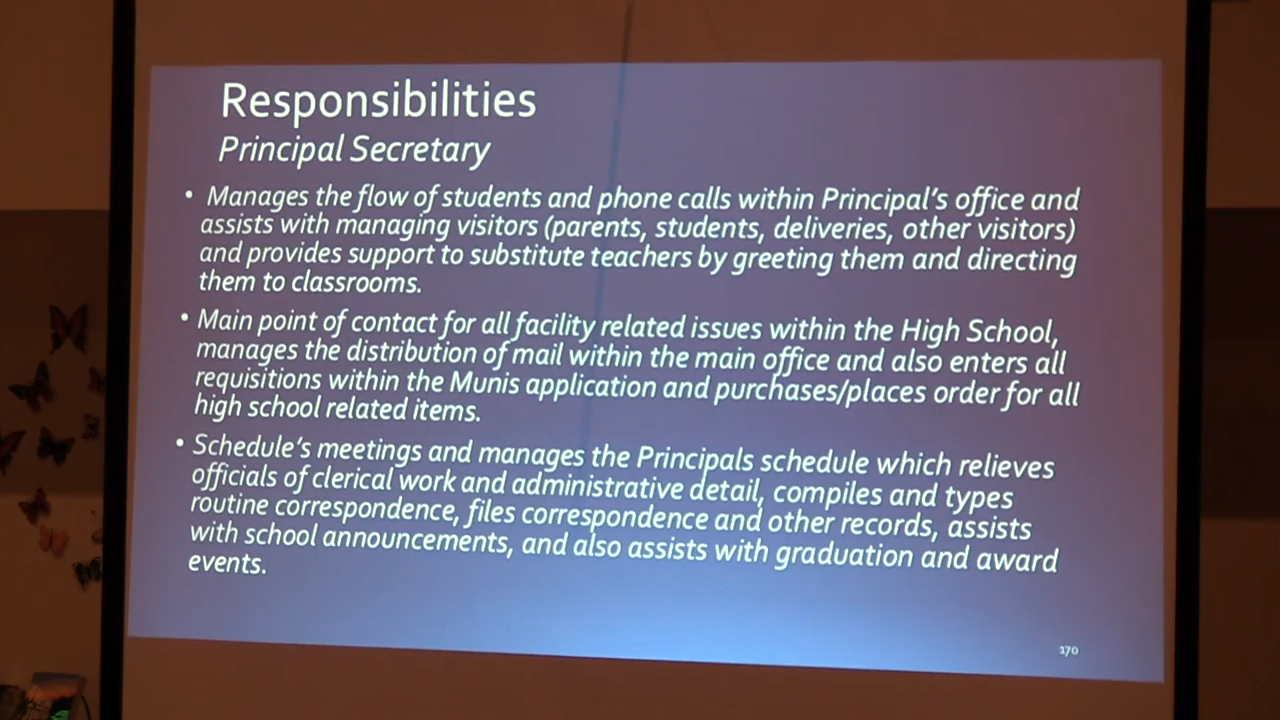 Responsibilities
Principal Secretary
• Manages the flow of students and phone calls within Principal's office and
assists with managing visitors (parents, students, deliveries, other visitors)
and provides support to substitute teachers by greeting them and directing
them to classrooms.
• Main point of contact for all facility related issues within the High School,
manages the distribution of mail within the main office and also enters all
requisitions within the Munis application and purchases/places order for all
high school related items.
• Schedule's meetings and manages the Principals schedule which relieves
officials of clerical work and administrative detail, compiles and types
routine correspondence, files correspondence and other records, assists
with school announcements, and also assists with graduation and award
events.
170